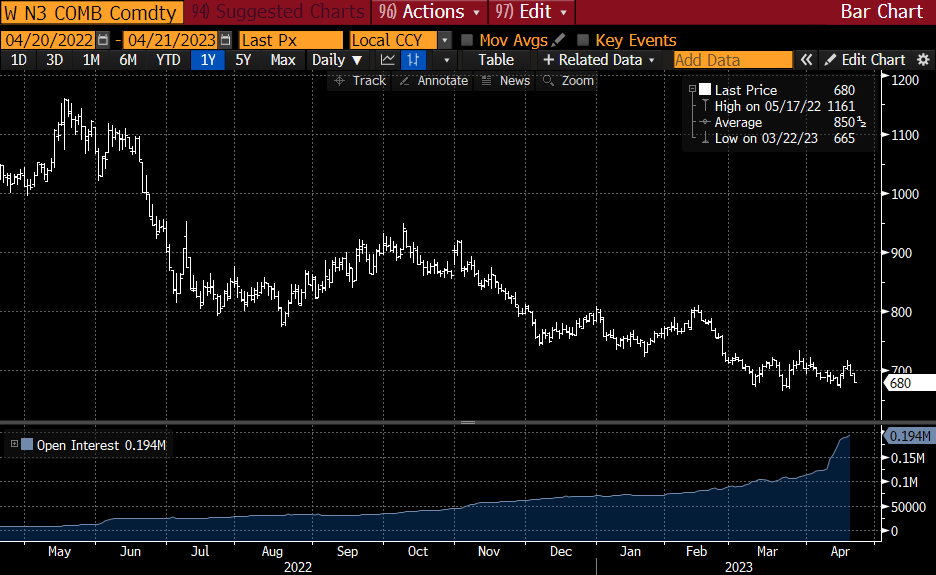 W N3 COMB Comdty 94) Suggested Charts 96) Actions 97) Edit Bar Chart
04/20/2022 - 04/21/2023 Last Px Local CCY Mov Avgs Key Events
1D 3D 1M 6M YTD 1Y 5Y Max Daily ▼ Table + Related Data Add Data « Edit Chart
Track Annotate News Zoom
Last Price 680
High on 05/17/22 1161
Average 850½
Low on 03/22/23 665
1200
1100
1000
900
800
700
680
Open Interest 0.194M
0.194M
0.15M
0.1M
50000
0
May Jun Jul Aug Sep Oct Nov Dec Jan Feb Mar Apr
2022 2023